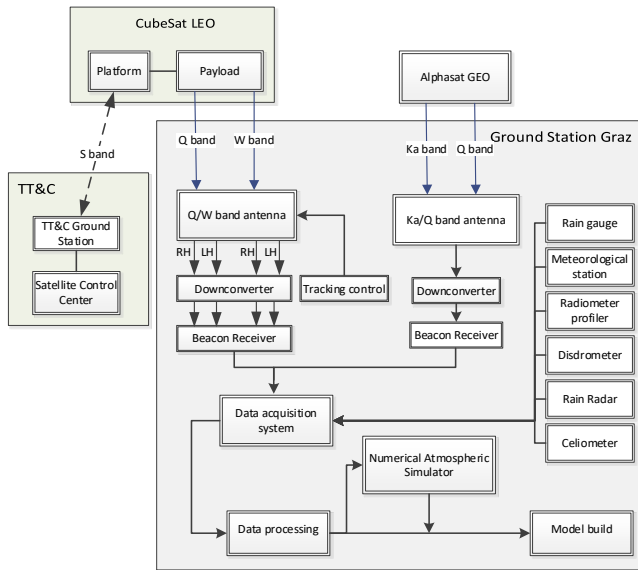 CubeSat LEO
Platform
Payload
Alphasat GEO
Q band
W band
Ka band
Q band
Ground Station Graz
S band
TT&C
TT&C Ground
Station
Satellite Control
Center
Q/W band antenna
Ka/Q band antenna
RH
LH
RH
LH
Downconverter
Tracking control
Downconverter
Beacon Receiver
Beacon Receiver
Rain gauge
Meteorological
station
Radiometer
profiler
Disdrometer
Rain Radar
Celiometer
Data acquisition
system
Numerical Atmospheric
Simulator
Data processing
Model build